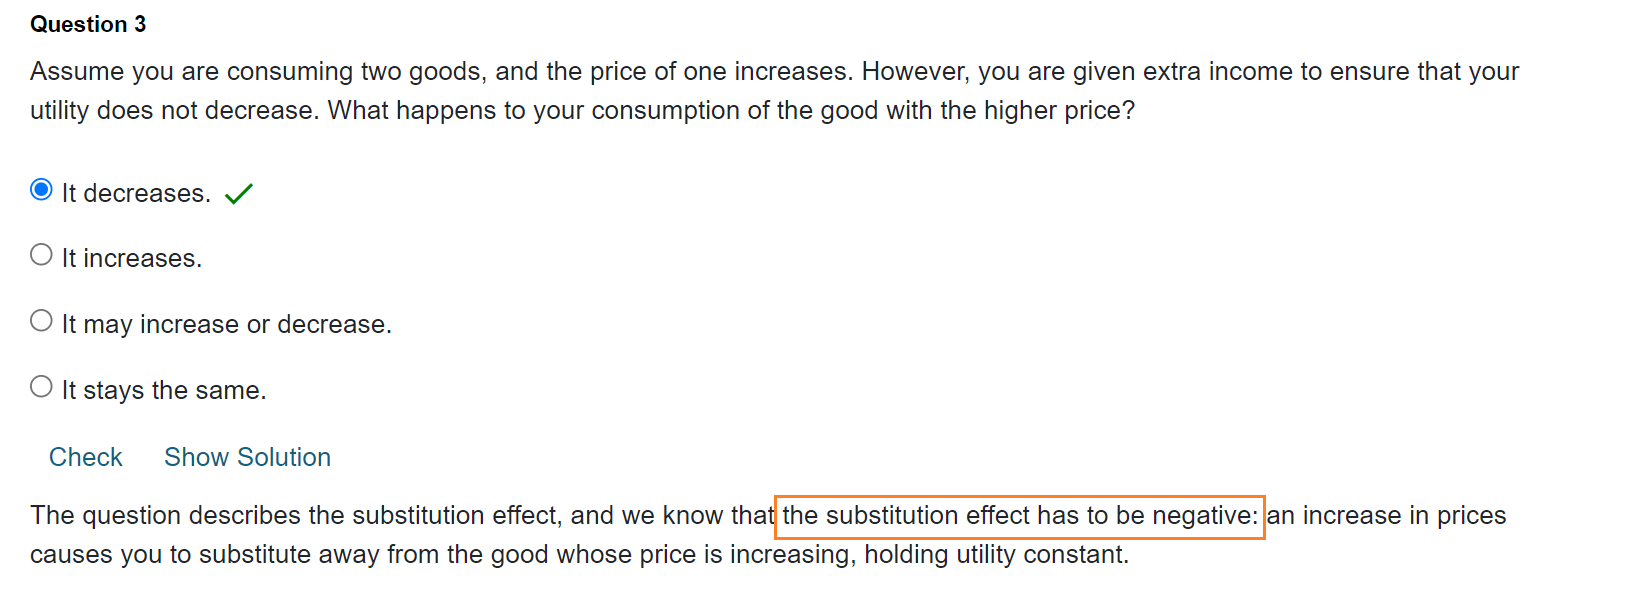 Question 3
Assume you are consuming two goods, and the price of one increases. However, you are given extra income to ensure that your
utility does not decrease. What happens to your consumption of the good with the higher price?
It decreases.
It increases.
It may increase or decrease.
It stays the same.
Check Show Solution
The question describes the substitution effect, and we know that the substitution effect has to be negative: an increase in prices
causes you to substitute away from the good whose price is increasing, holding utility constant.